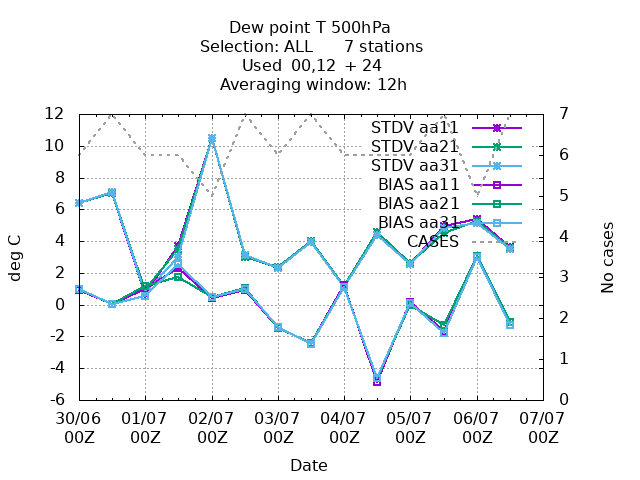 Dew point T 500hPa
Selection: ALL 7 stations
Used 00,12 + 24
Averaging window: 12h
12
10
8
6
4
2
0
-2
-4
-6
deg C
7
6
5
4
3
2
1
0
No cases
STDV aa11
STDV aa21
STDV aa31
BIAS aa11
BIAS aa21
BIAS aa31
CASES
30/06 01/07 02/07 03/07 04/07 05/07 06/07 07/07
00Z 00Z 00Z 00Z 00Z 00Z 00Z 00Z
Date